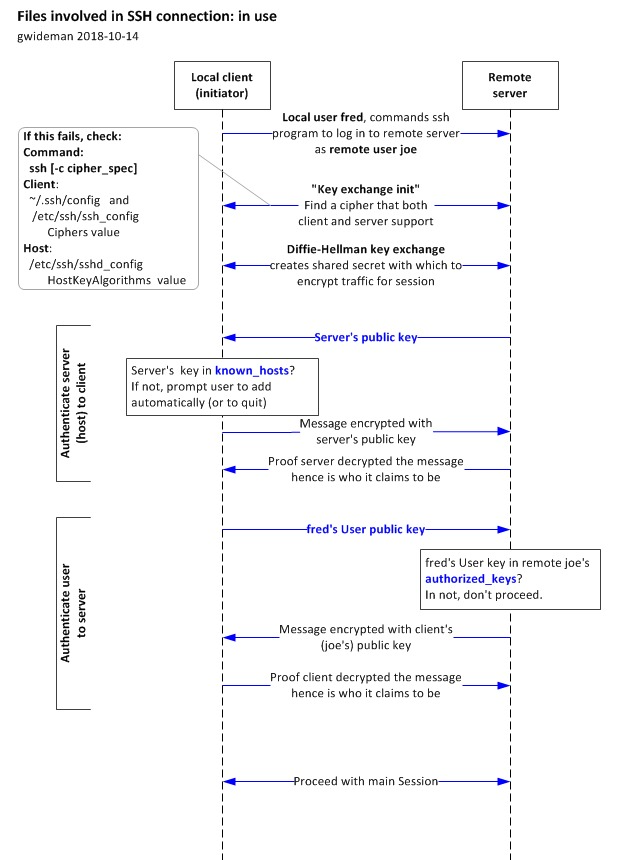 Files involved in SSH connection: in use
gwideman 2018-10-14
Local client
(initiator)
Remote
server
Local user fred, commands ssh
program to log in to remote server
as remote user joe
If this fails, check:
Command:
ssh [-c cipher_spec]
Client:
~/.ssh/config and
/etc/ssh/ssh_config
Ciphers value
Host:
/etc/ssh/sshd_config
HostKeyAlgorithms value
"Key exchange init"
Find a cipher that both
client and server support
Diffie-Hellman key exchange
creates shared secret with which to
encrypt traffic for session
Authenticate server
(host) to client
Server's public key
Server's key in known_hosts?
If not, prompt user to add
automatically (or to quit)
Message encrypted with
server's public key
Proof server decrypted the message
hence is who it claims to be
Authenticate user
to server
fred's User public key
fred's User key in remote joe's
authorized_keys?
In not, don't proceed.
Message encrypted with client's
(joe's) public key
Proof client decrypted the message
hence is who it claims to be
Proceed with main Session